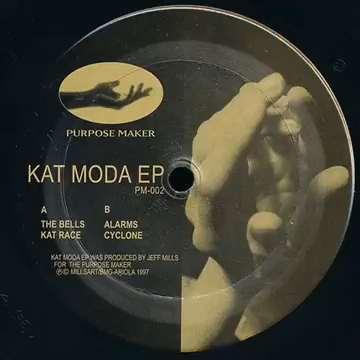 PURPOSE MAKER
KAT MODA EP
PM-002
A B
THE BELLS ALARMS
KAT RACE CYCLONE
KAT MODA EP WAS PRODUCED BY JEFF MILLS
FOR THE PURPOSE MAKER
℗© MILLSART/BMG-ARIOLA 1997